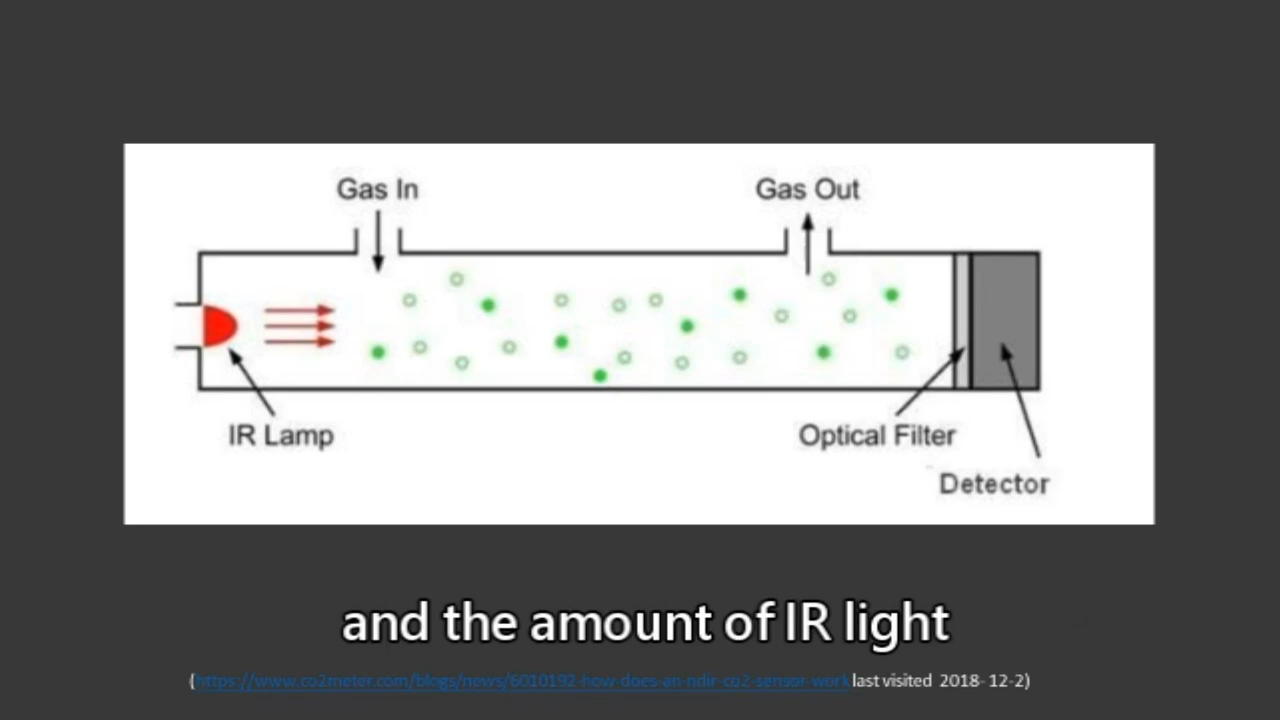 Gas In
Gas Out
IR Lamp
Optical Filter
Detector
and the amount of IR light
(https://www.co2meter.com/blogs/news/6010192-how-does-an-ndir-co2-sensor-work last visited 2018-12-2)